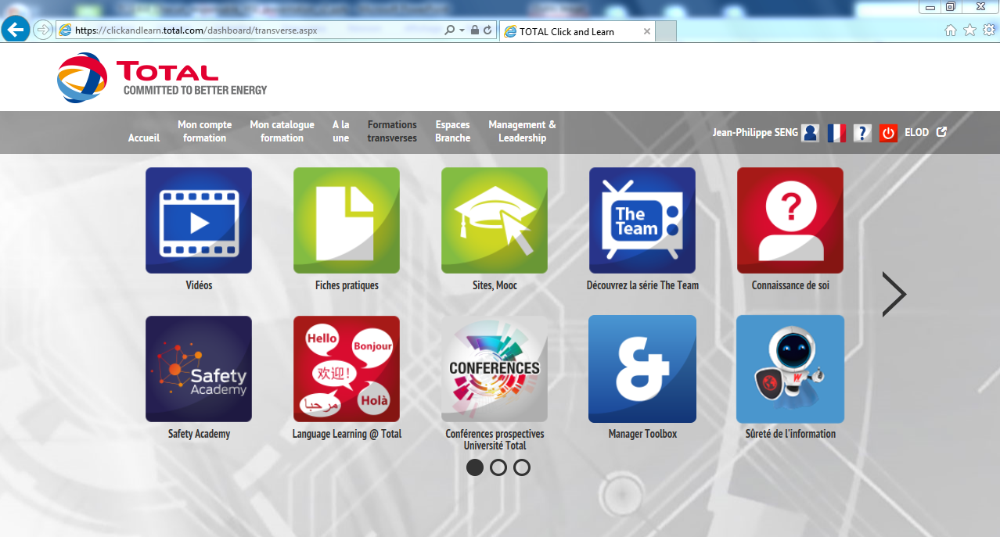 https://clickandlearn.total.com/dashboard/transverse.aspx
TOTAL Click and Learn
TOTAL
COMMITTED TO BETTER ENERGY
Accueil
Mon compte
formation
Mon catalogue
formation
A la
une
Formations
transverses
Espaces
Branche
Management &
Leadership
Jean-Philippe SENG
?
ELOD
The
Team
?
Vidéos
Fiches pratiques
Sites, Mooc
Découvrez la série The Team
Connaissance de soi
Safety
Academy
Hello
Bonjour
欢迎!
مرحبا
Holà
CONFERENCES
&
W
Safety Academy
Language Learning @ Total
Conférences prospectives
Université Total
Manager Toolbox
Sûreté de l'information